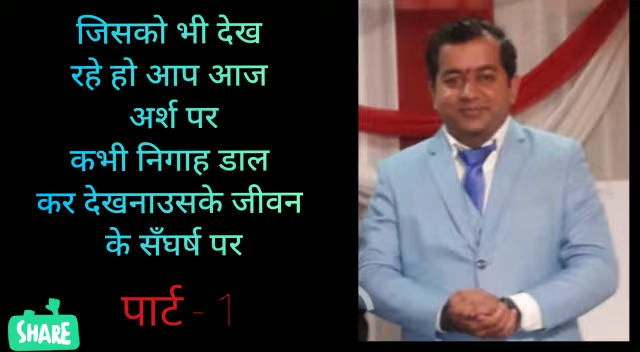 जिसको भी देख
रहे हो आप आज
अर्श पर
कभी निगाह डाल
कर देखनाउसके जीवन
के सँघर्ष पर
पार्ट - 1
SHARE